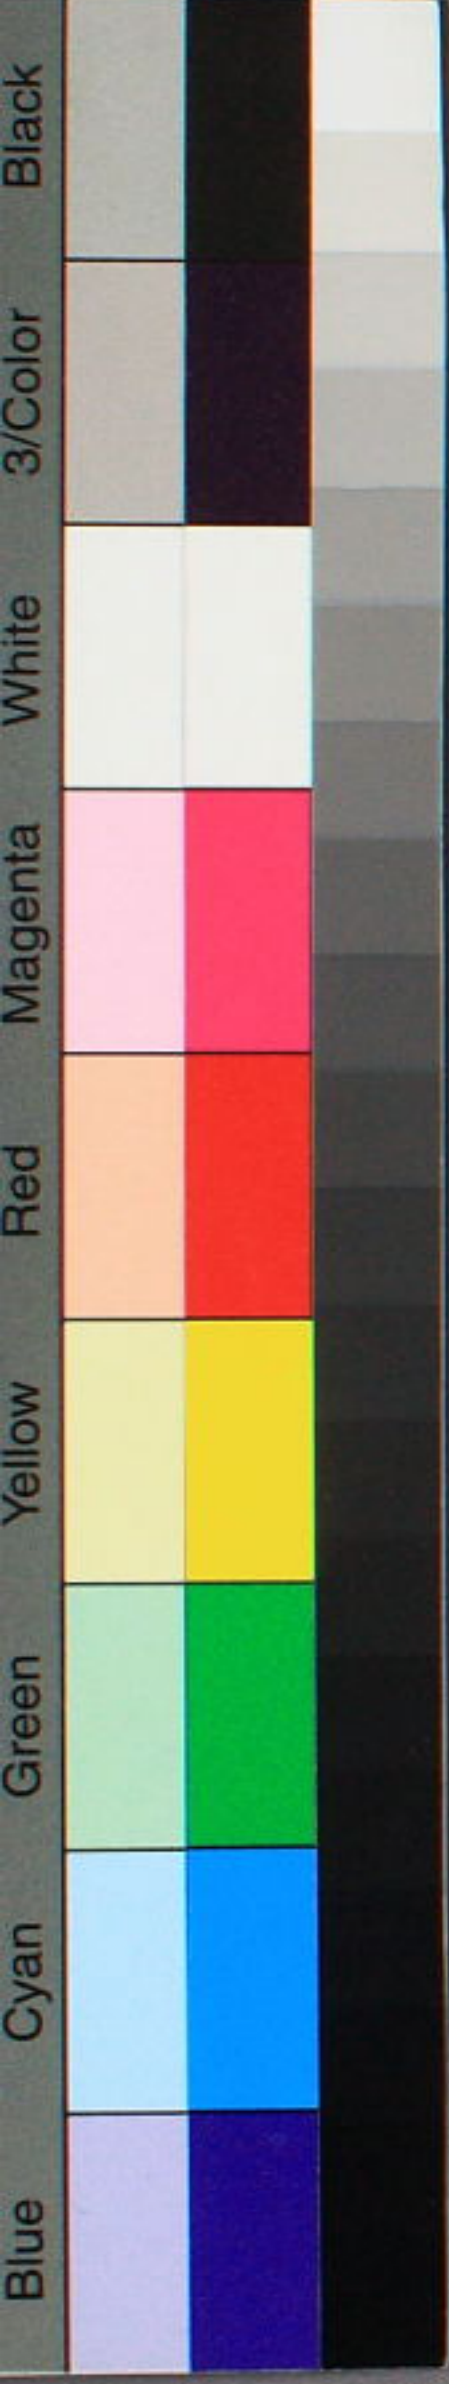 Black
3/Color
White
Magenta
Red
Yellow
Green
Cyan
Blue